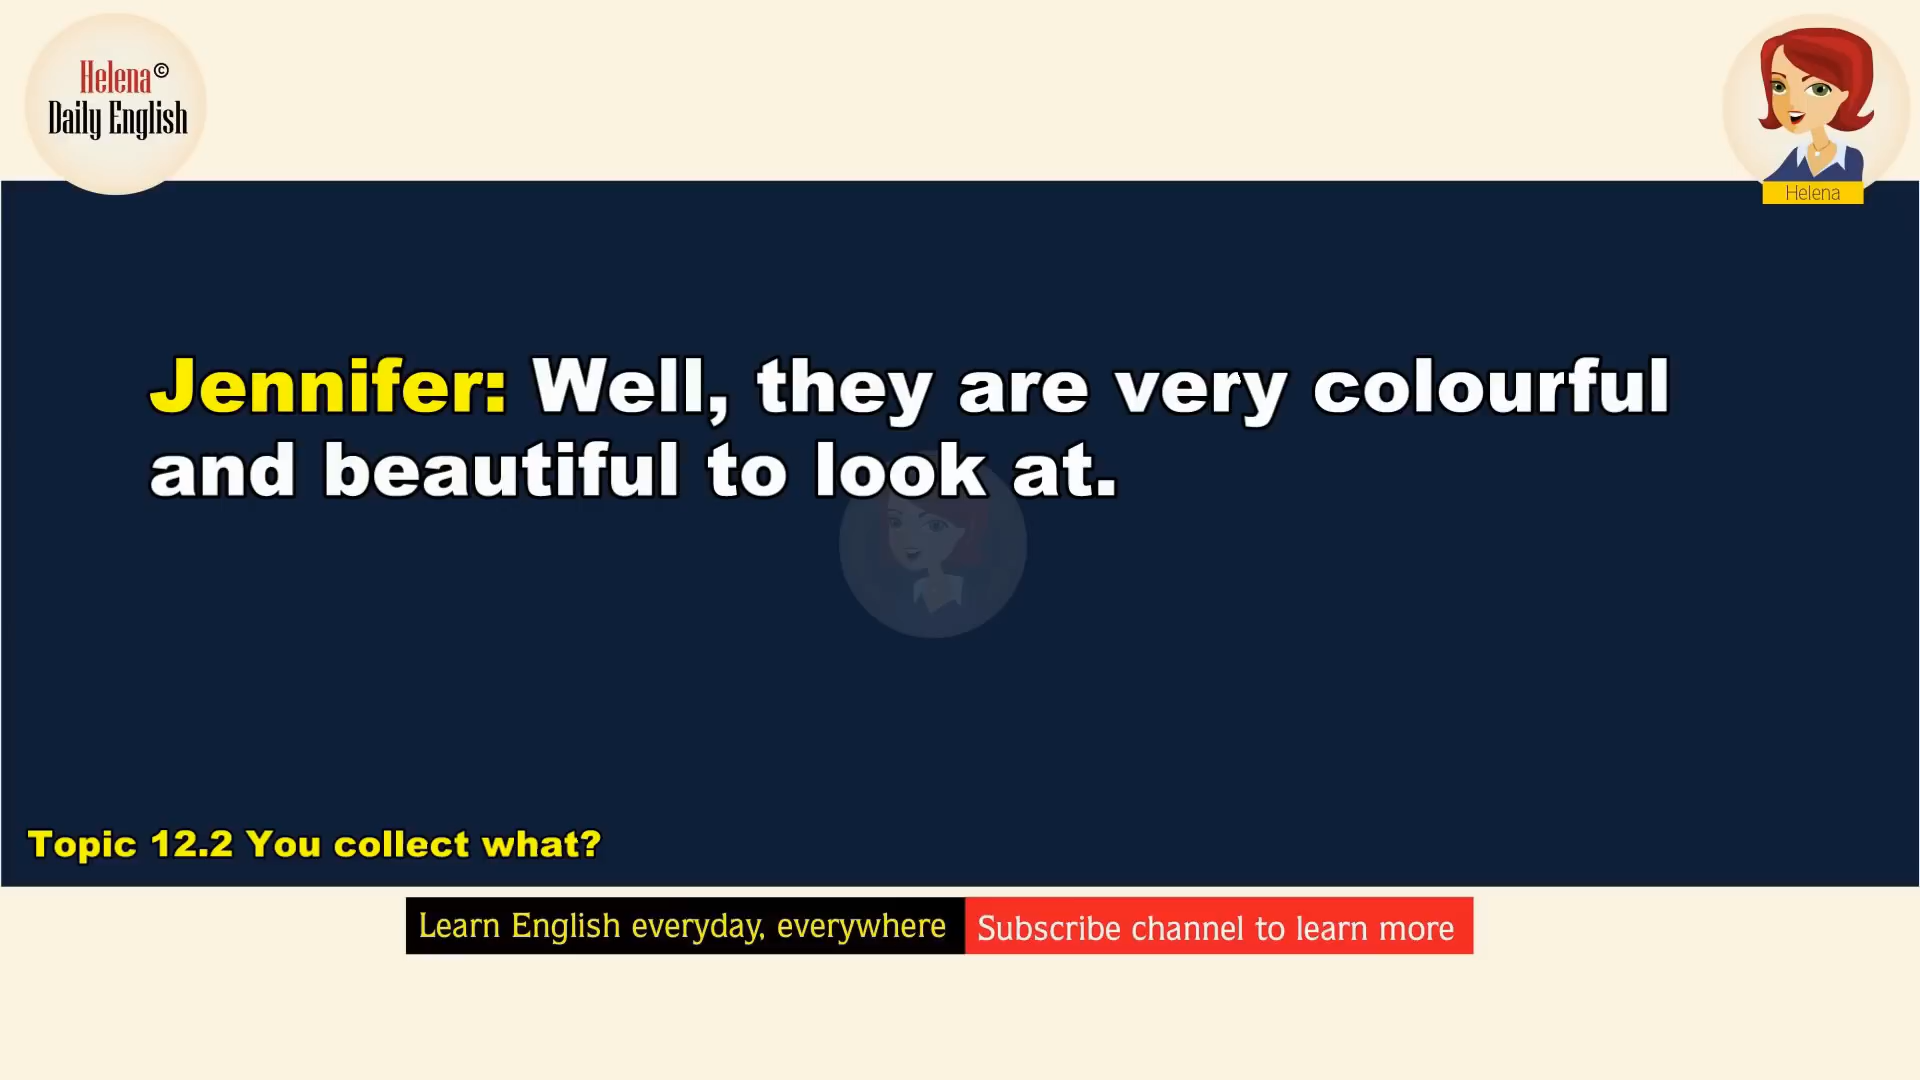 Helena©
Daily English
Helena
Jennifer: Well, they are very colourful
and beautiful to look at.
Topic 12.2 You collect what?
Learn English everyday, everywhere
Subscribe channel to learn more